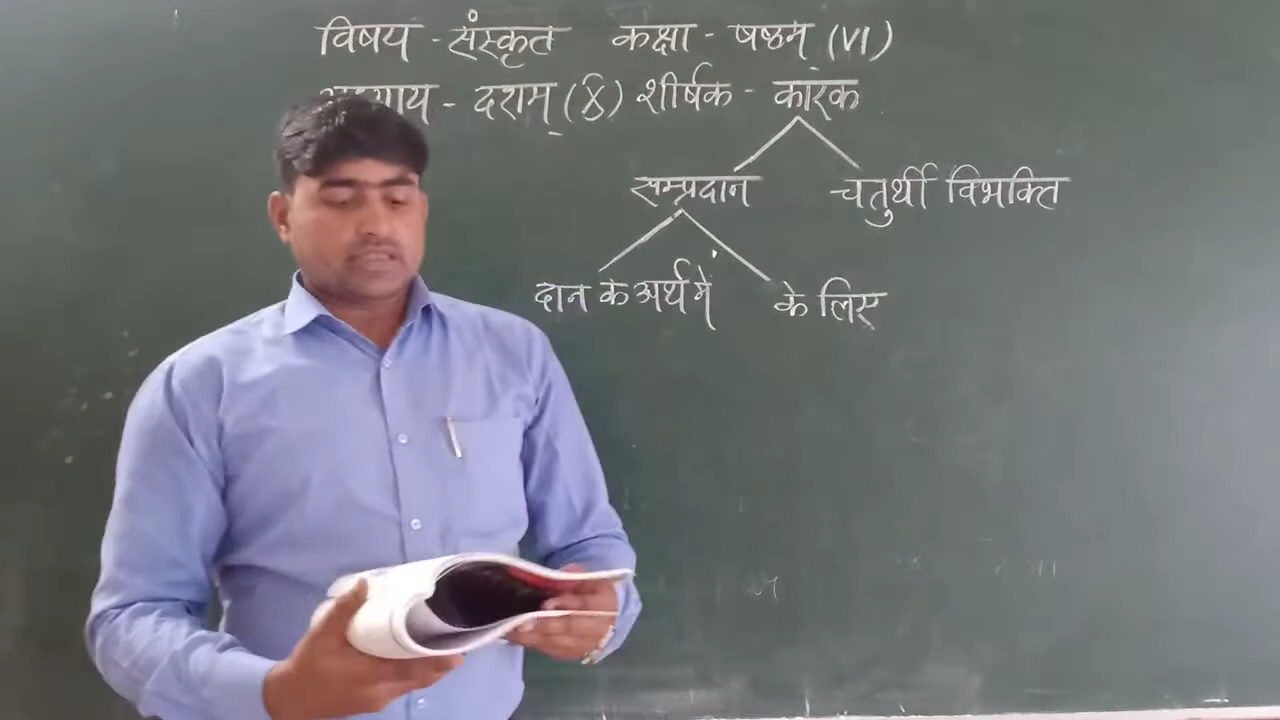 विषय - संस्कृत कक्षा - षष्ठम् (VI)
- दशम् (X) शीर्षक - कारक
सम्प्रदान चतुर्थी विभक्ति
दान क अर्थ में के लिए